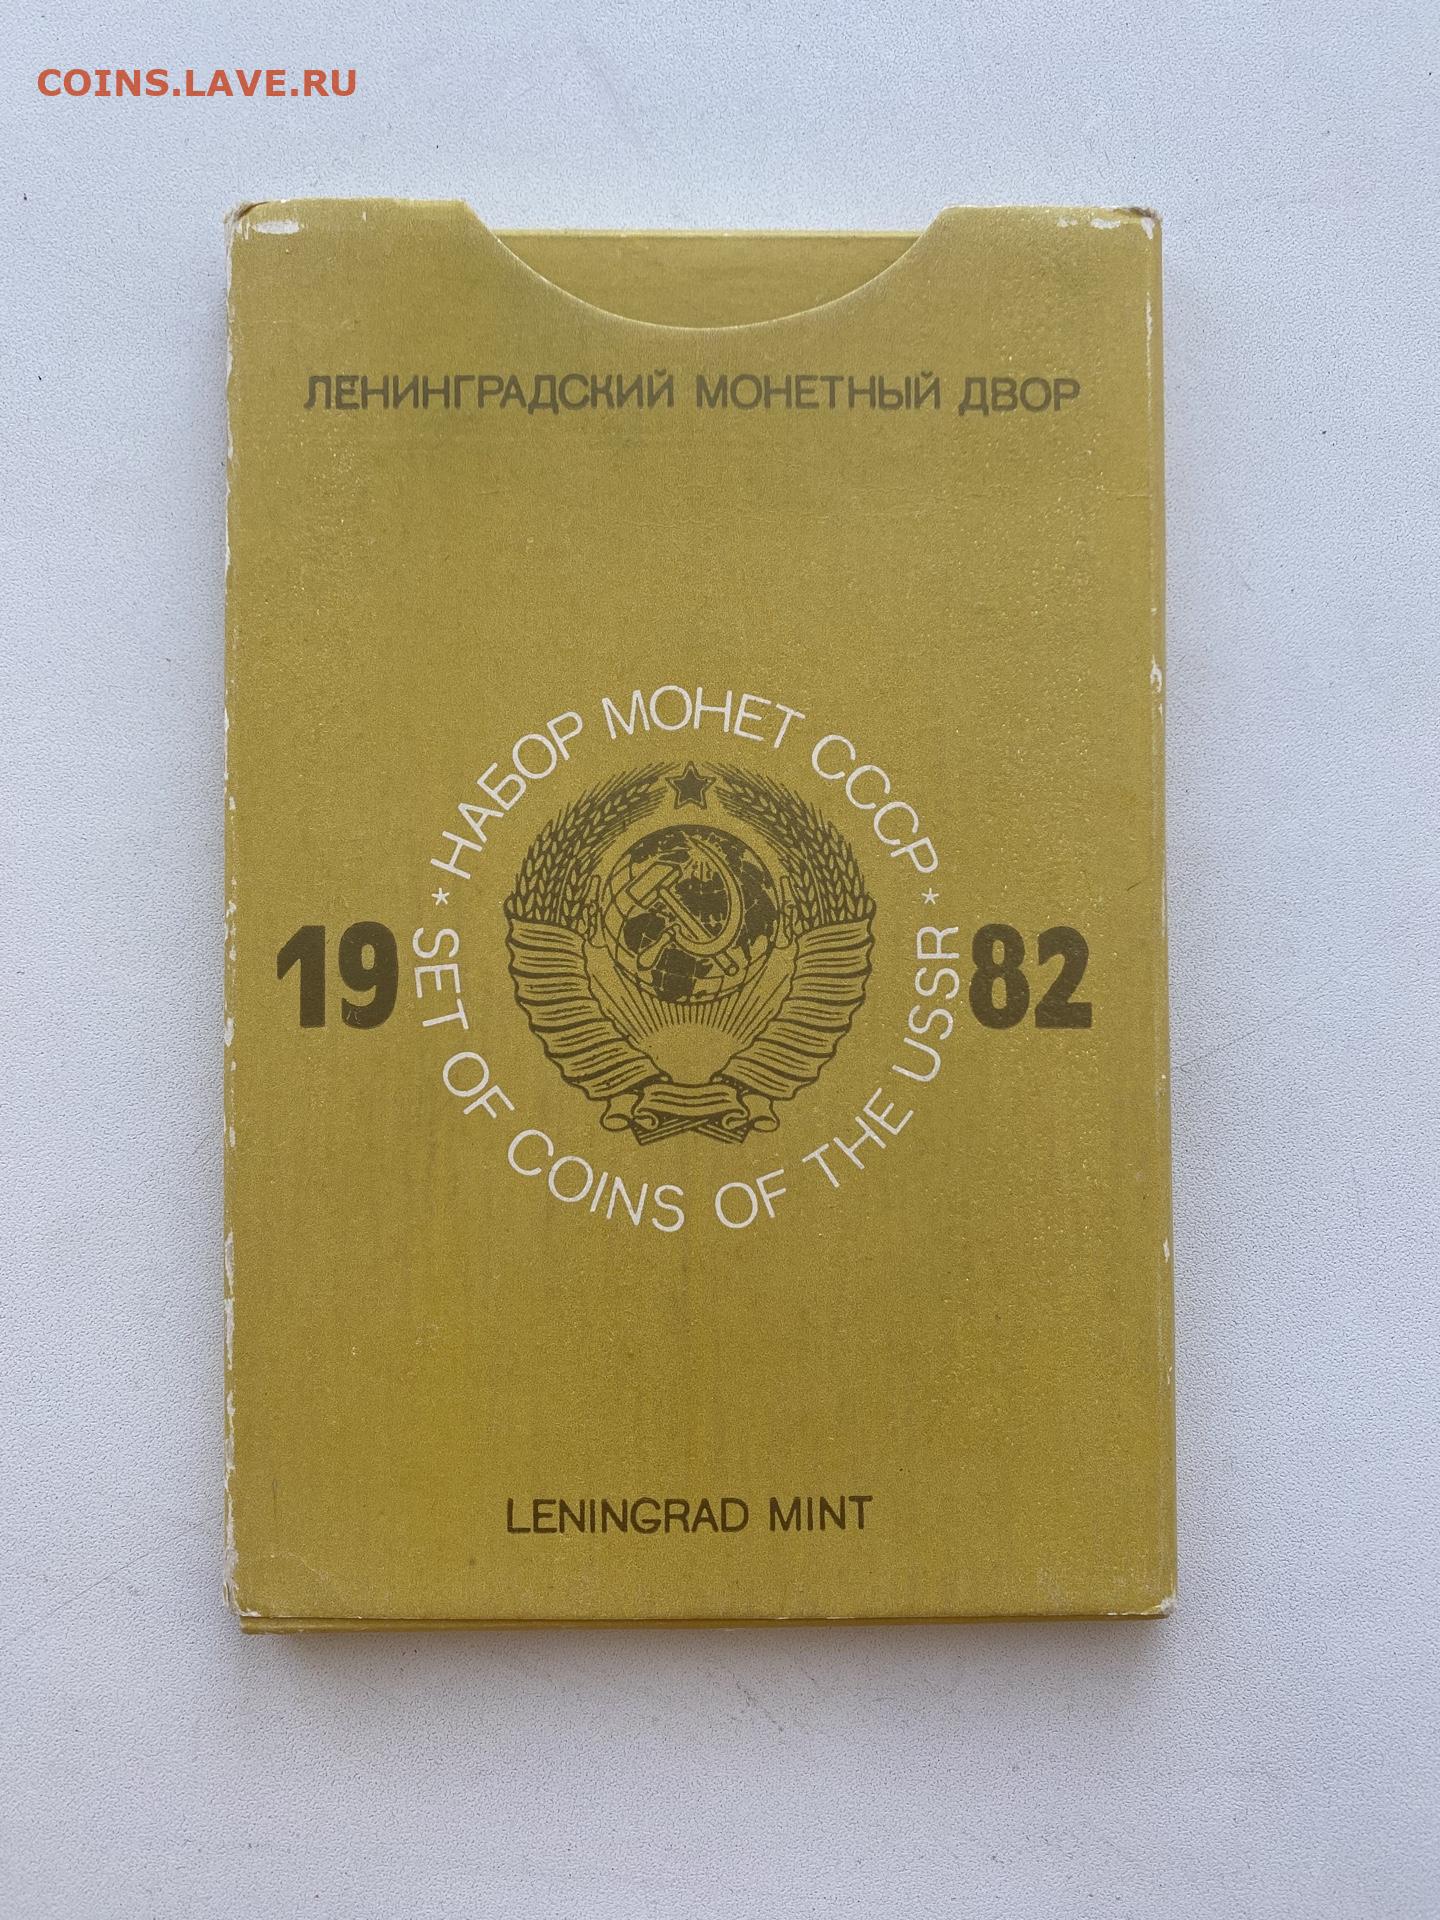 COINS.LAVE.RU
ЛЕНИНГРАДСКИЙ МОНЕТНЫЙ ДВОР
* НАБОР МОНЕТ СССР *
19 82
SET OF COINS OF THE USSR
LENINGRAD MINT